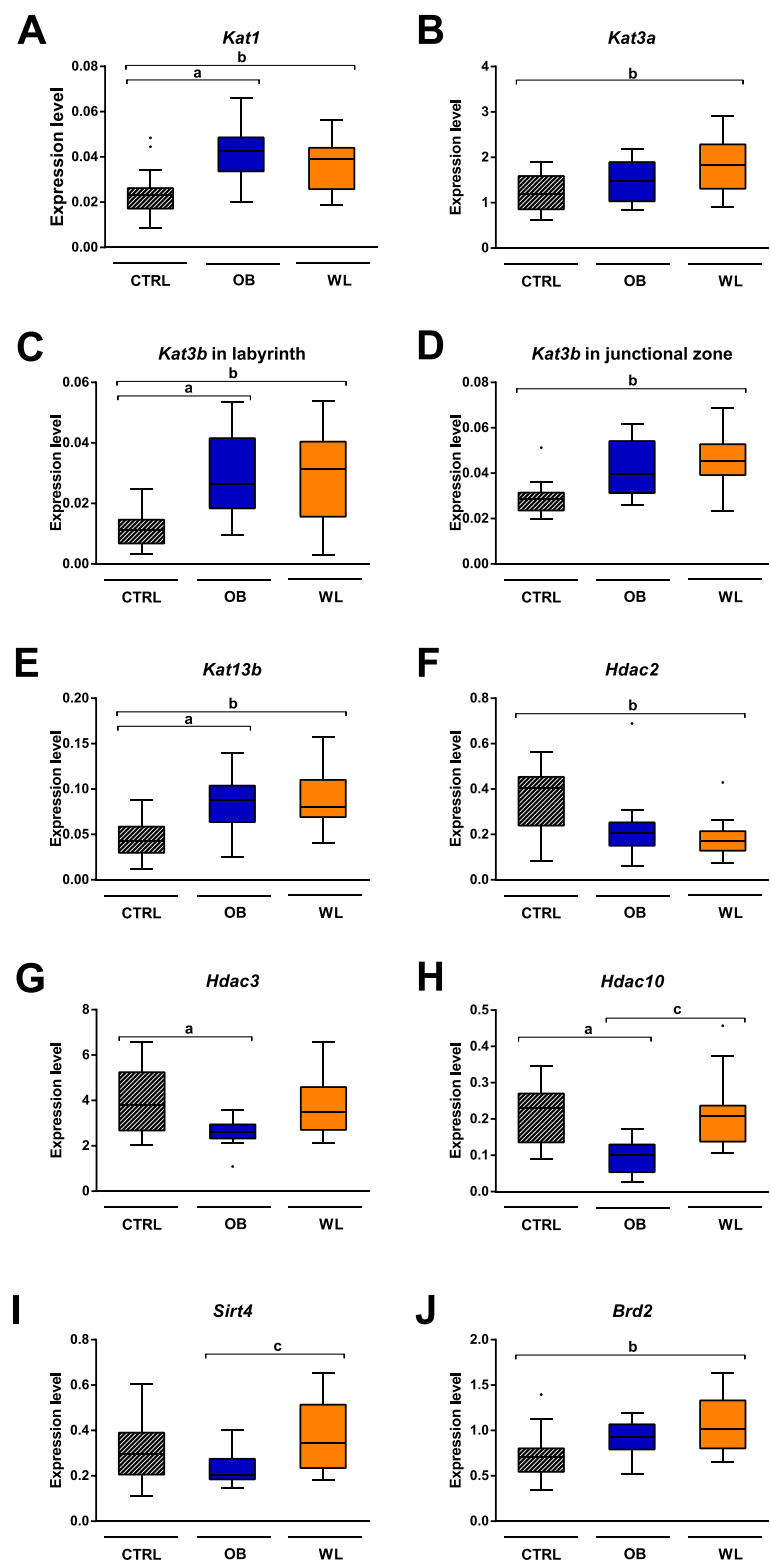 A
Kat1
b
a
Expression level
0.08
0.06
0.04
0.02
0.00
CTRL OB WL
B
Kat3a
b
Expression level
4
3
2
1
0
CTRL OB WL
C
Kat3b in labyrinth
b
a
Expression level
0.06
0.04
0.02
0.00
CTRL OB WL
D
Kat3b in junctional zone
b
Expression level
0.08
0.06
0.04
0.02
0.00
CTRL OB WL
E
Kat13b
b
a
Expression level
0.20
0.15
0.10
0.05
0.00
CTRL OB WL
F
Hdac2
b
Expression level
0.8
0.6
0.4
0.2
0.0
CTRL OB WL
G
Hdac3
a
Expression level
8
6
4
2
0
CTRL OB WL
H
Hdac10
c
a
Expression level
0.5
0.4
0.3
0.2
0.1
0.0
CTRL OB WL
I
Sirt4
c
Expression level
0.8
0.6
0.4
0.2
0.0
CTRL OB WL
J
Brd2
b
Expression level
2.0
1.5
1.0
0.5
0.0
CTRL OB WL